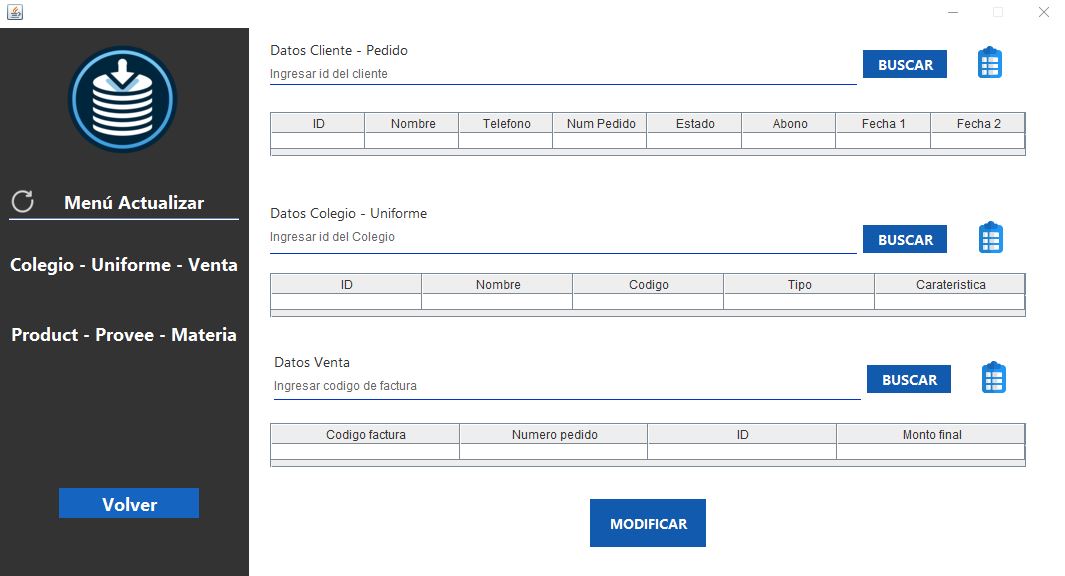 Menú Actualizar
Colegio - Uniforme - Venta
Product - Provee - Materia
Volver
Datos Cliente - Pedido
Ingresar id del cliente
BUSCAR
ID Nombre Telefono Num Pedido Estado Abono Fecha 1 Fecha 2
Datos Colegio - Uniforme
Ingresar id del Colegio
BUSCAR
ID Nombre Codigo Tipo Carateristica
Datos Venta
Ingresar codigo de factura
BUSCAR
Codigo factura Numero pedido ID Monto final
MODIFICAR